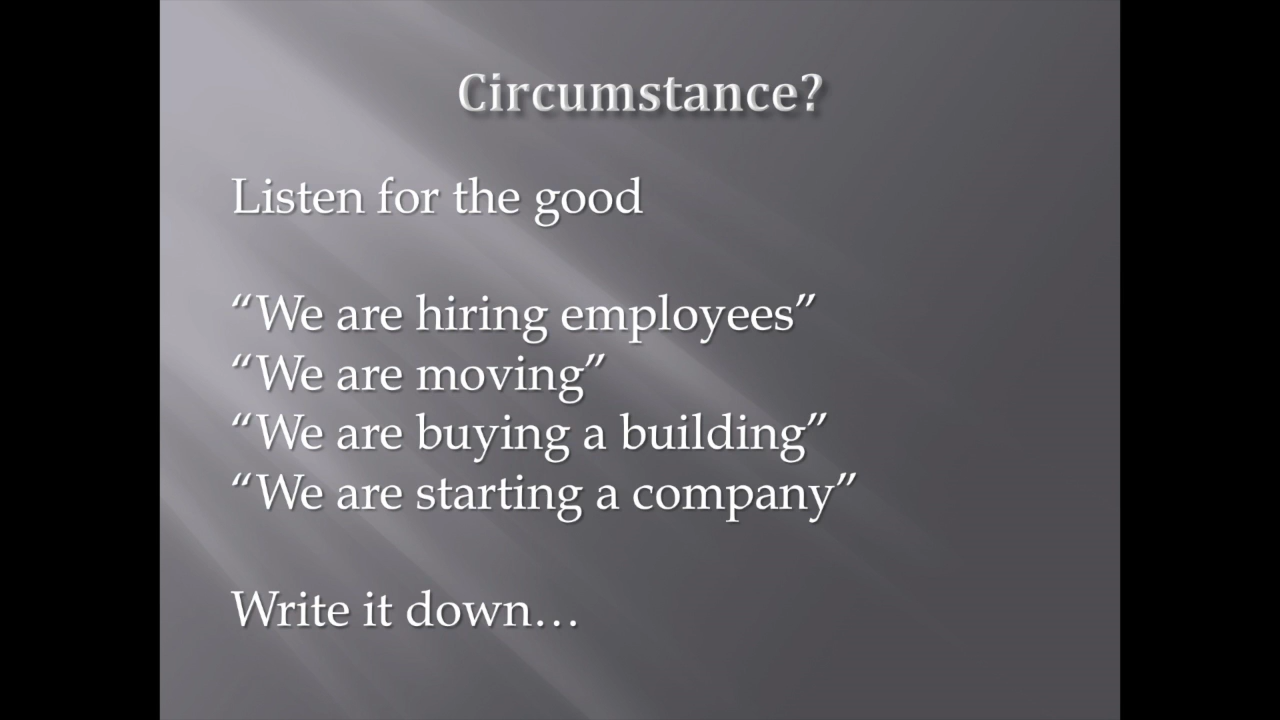 Circumstance?
Listen for the good
“We are hiring employees”
“We are moving”
“We are buying a building”
“We are starting a company”
Write it down…